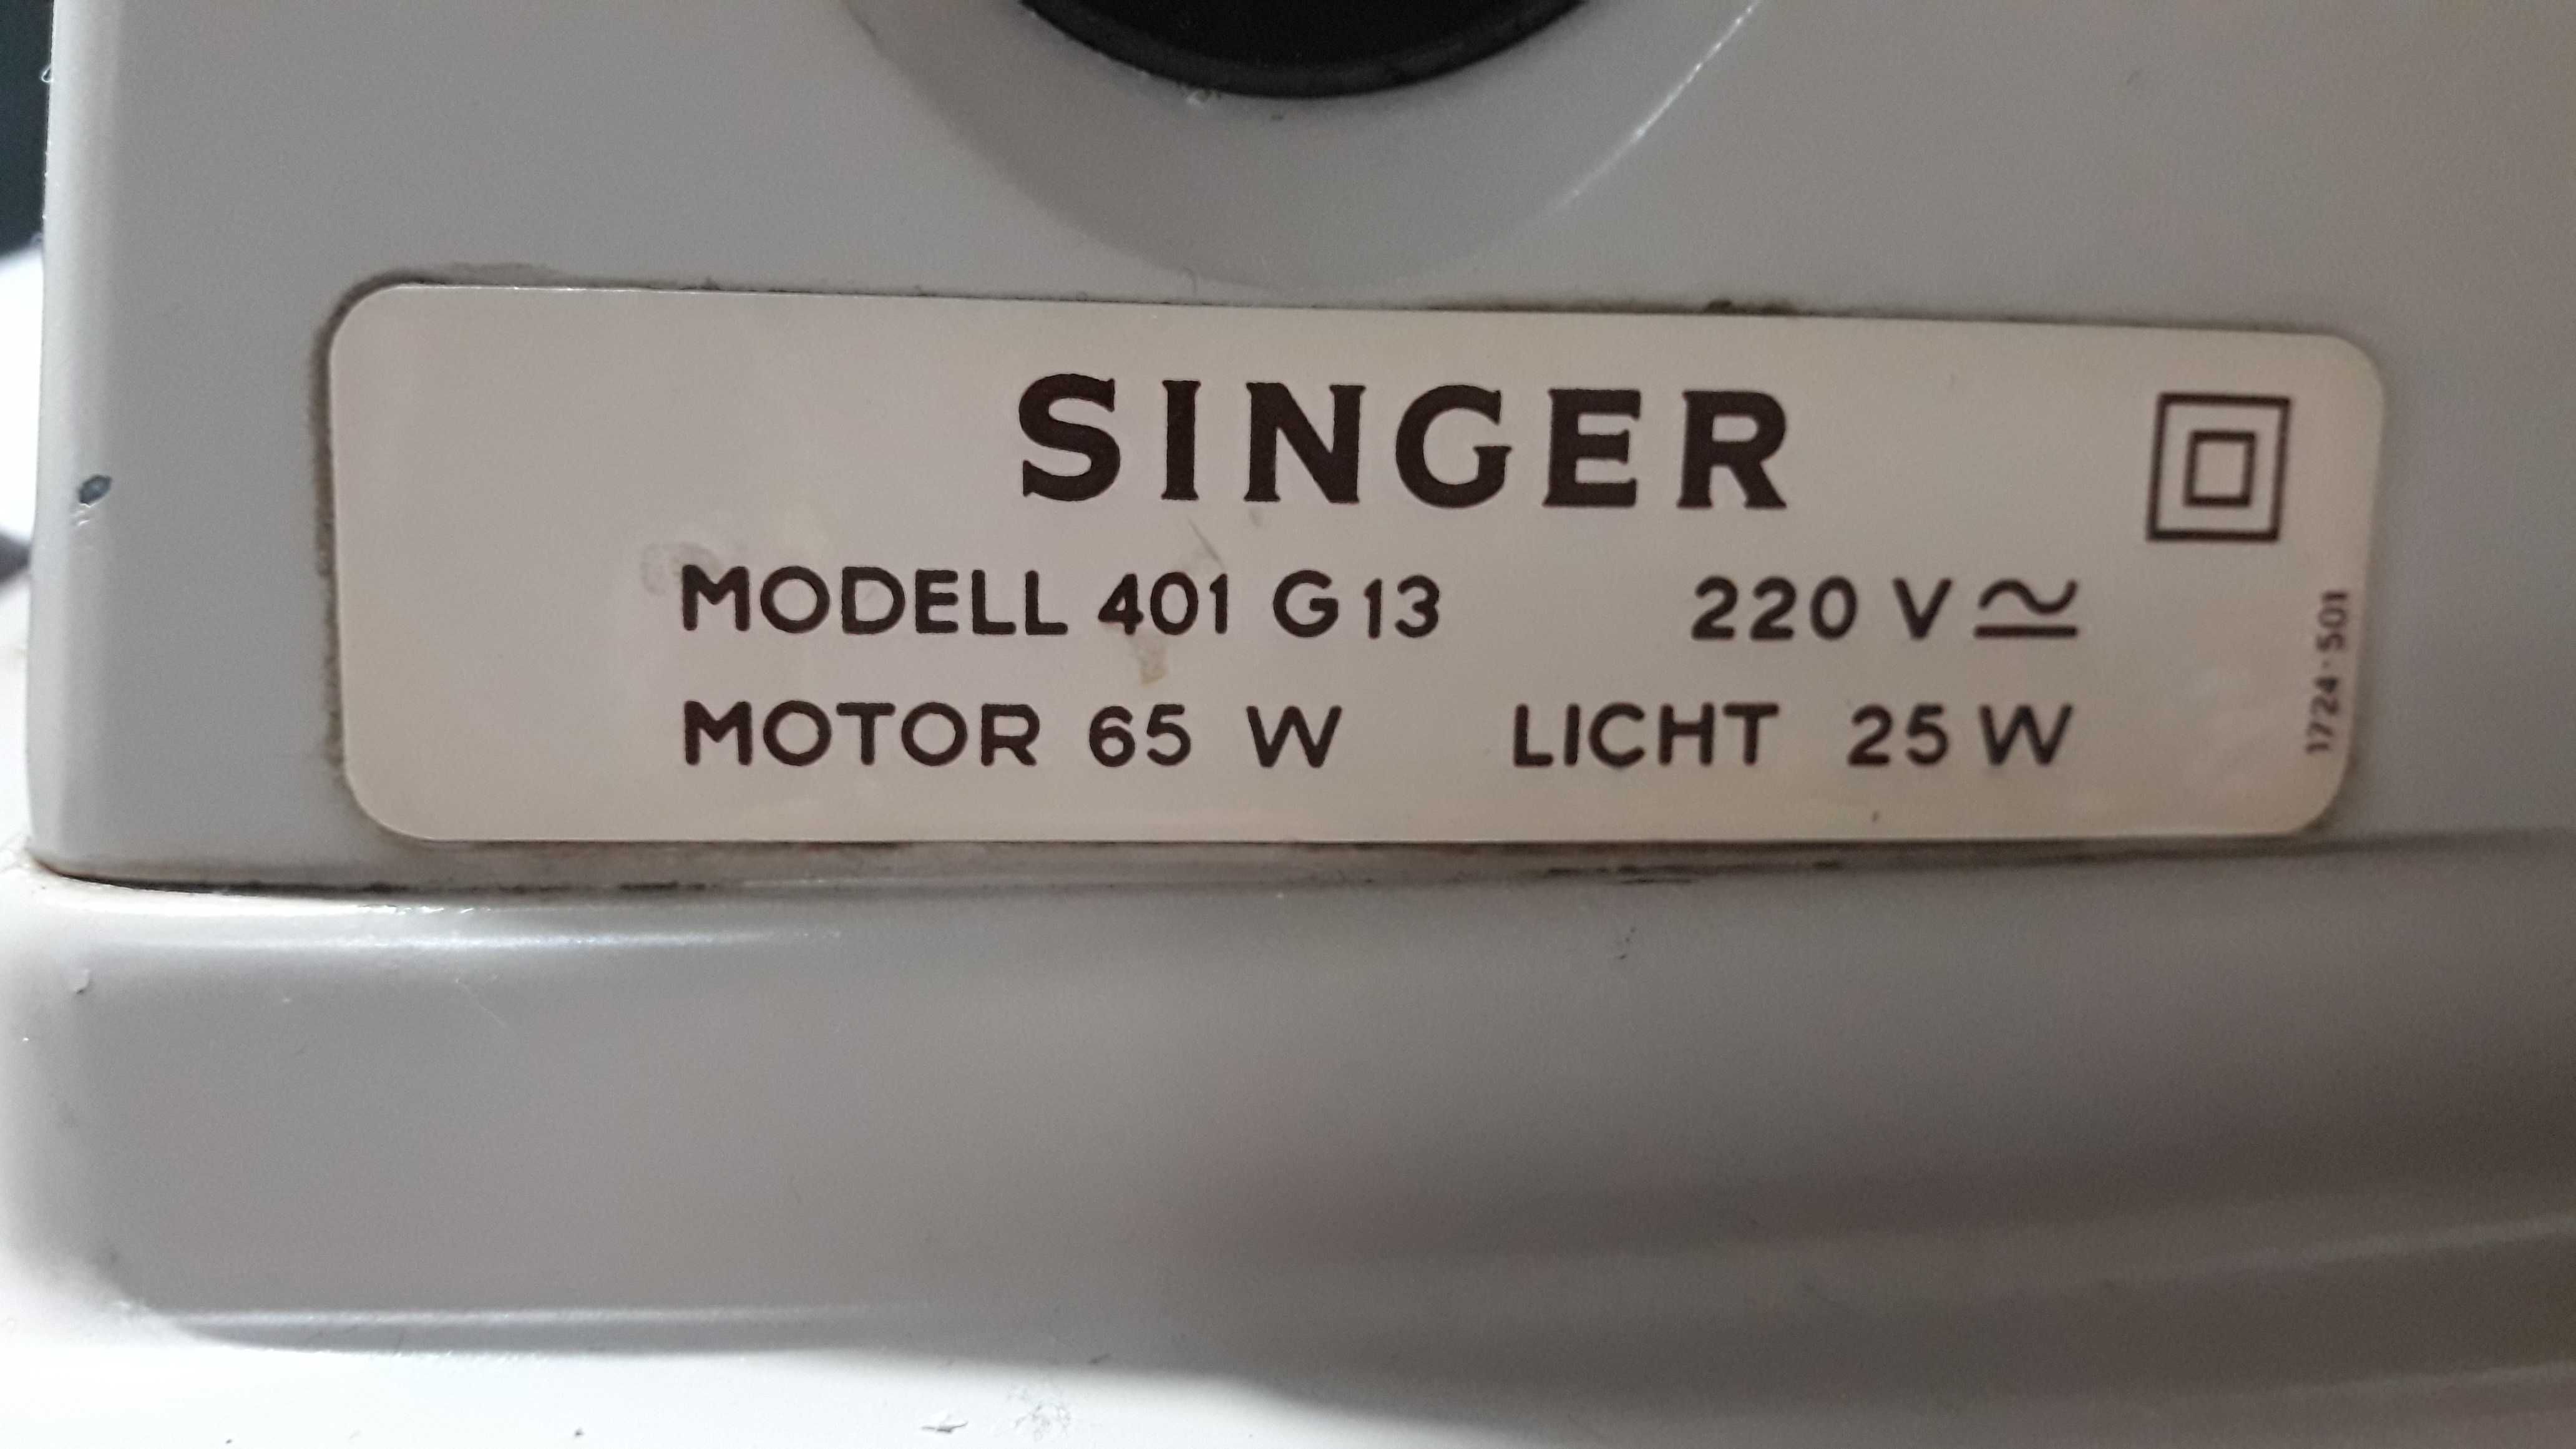 SINGER
MODELL 401 G13 220 V ≃
MOTOR 65 W LICHT 25 W
1724-501